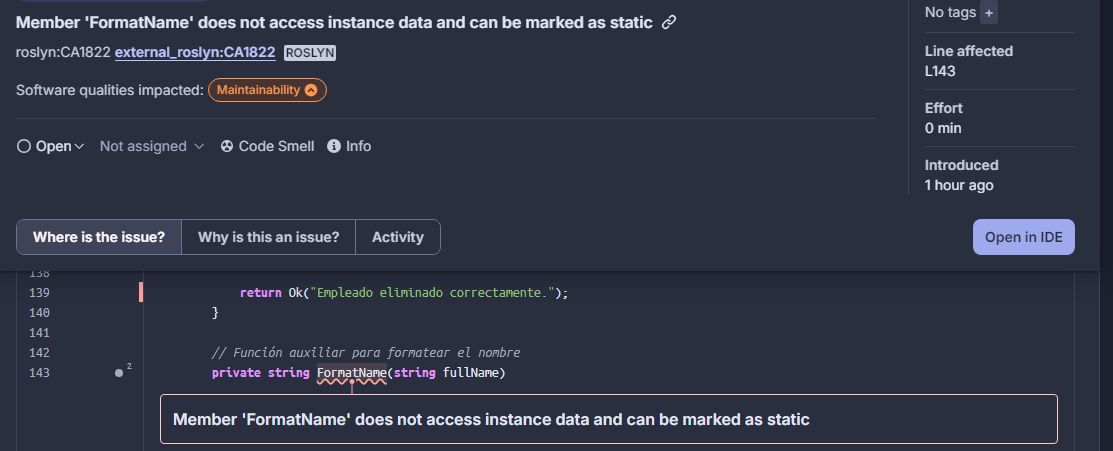 Member 'FormatName' does not access instance data and can be marked as static
roslyn:CA1822 external_roslyn:CA1822 ROSLYN
Software qualities impacted: Maintainability
Open Not assigned Code Smell Info
No tags +
Line affected
L143
Effort
0 min
Introduced
1 hour ago
Where is the issue? Why is this an issue? Activity
Open in IDE
138
139 return Ok("Empleado eliminado correctamente.");
140 }
141
142 // Función auxiliar para formatear el nombre
143 2 private string FormatName(string fullName)
Member 'FormatName' does not access instance data and can be marked as static